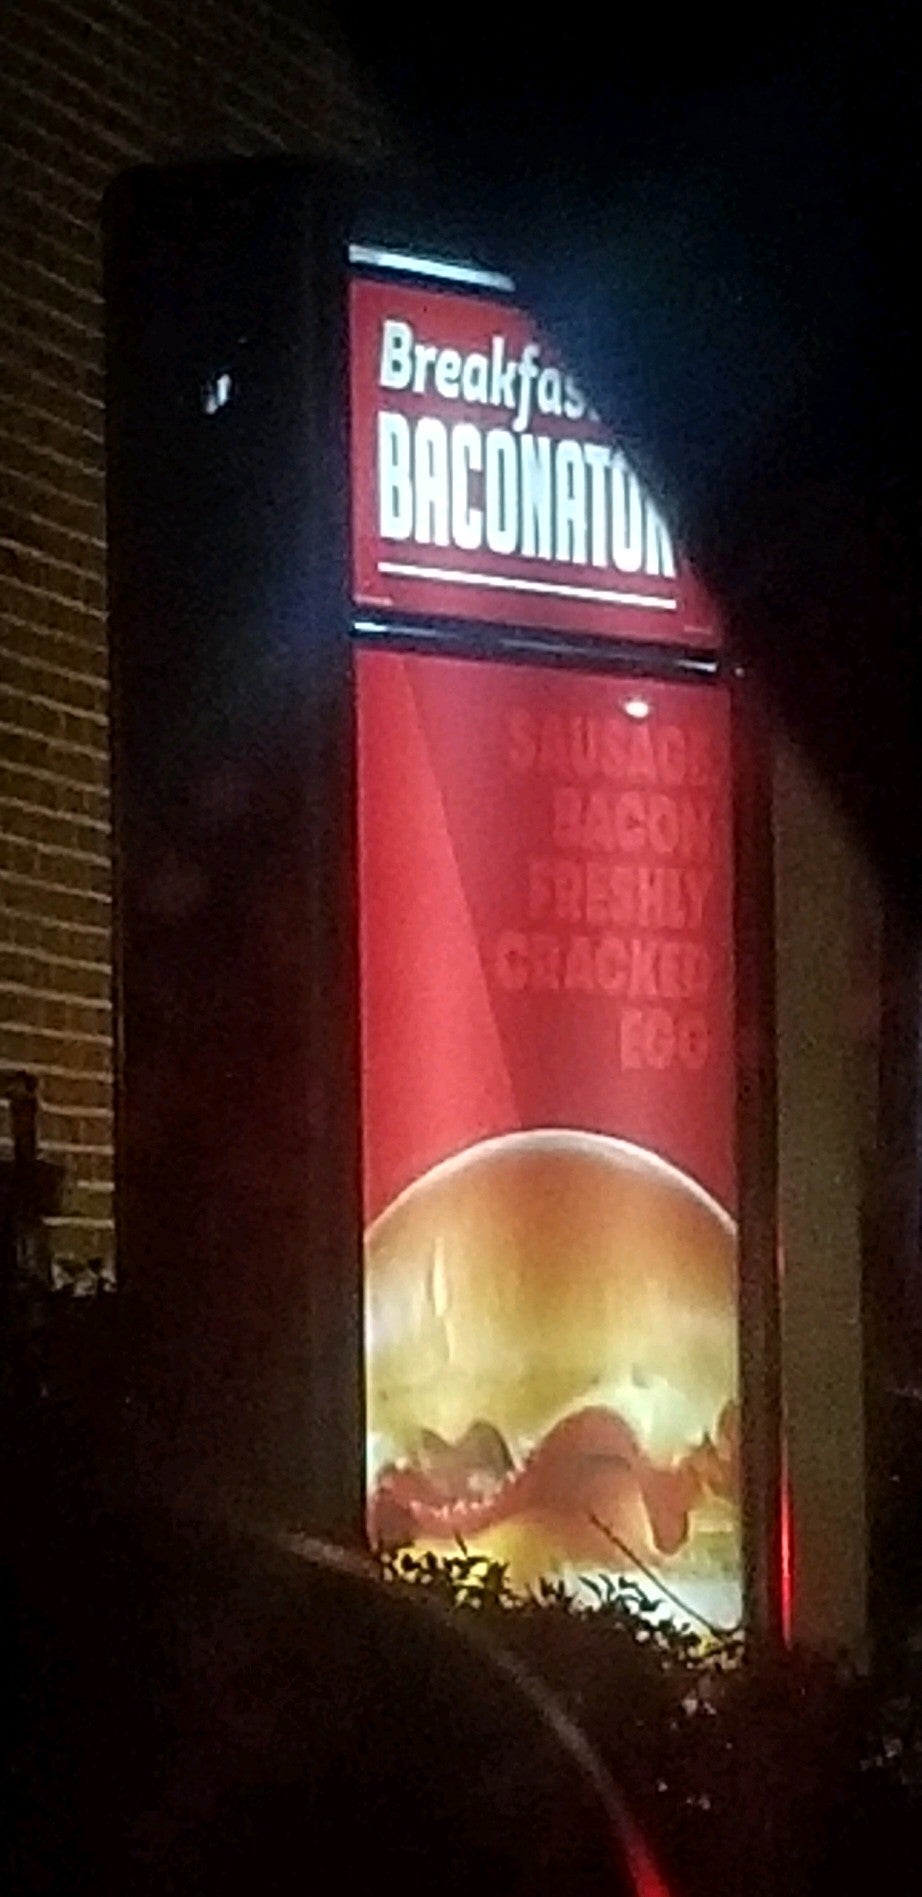 Breakfas
BACONATOR
SAUSAGE
BACON
FRESHLY
CRACKED
EGG